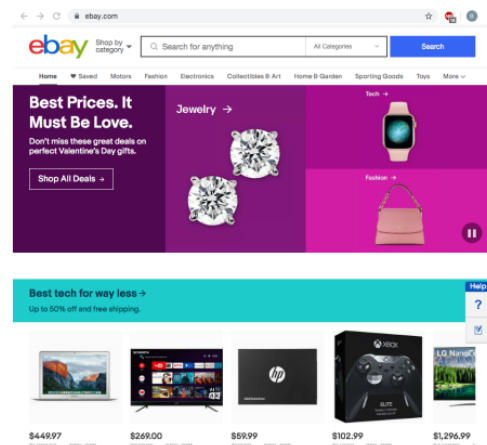 ebay.com
ebay
Shop by
category
Search for anything
All Categories
Search
Home
Saved
Motors
Fashion
Electronics
Collectibles & Art
Home & Garden
Sporting Goods
Toys
More
Best Prices. It
Must Be Love.
Don't miss these great deals on
perfect Valentine's Day gifts.
Shop All Deals →
Jewelry →
Tech →
Fashion →
Best tech for way less →
Up to 50% off and free shipping.
Help
?
hp
XBOX
ELITE
LG
$449.97
$269.00
$59.99
$102.99
$1,296.99